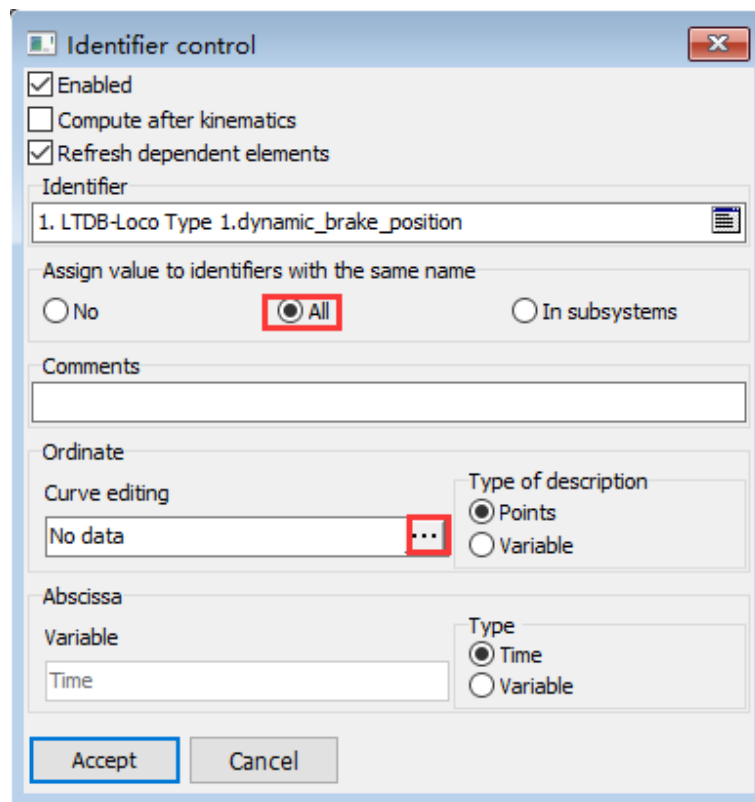 Identifier control
Enabled
Compute after kinematics
Refresh dependent elements
Identifier
1. LTDB-Loco Type 1.dynamic_brake_position
Assign value to identifiers with the same name
No All In subsystems
Comments
Ordinate
Curve editing
No data ...
Type of description
Points
Variable
Abscissa
Variable
Time
Type
Time
Variable
Accept Cancel